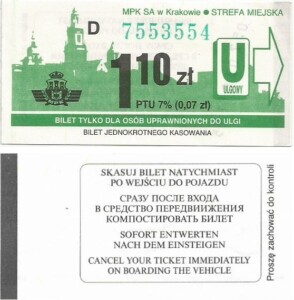 MPK SA w Krakowie • STREFA MIEJSKA
D 7553554
1¹⁰ zł
U
ULGOWY
PTU 7% (0,07 zł)
BILET TYLKO DLA OSÓB UPRAWNIONYCH DO ULGI
BILET JEDNOKROTNEGO KASOWANIA
SKASUJ BILET NATYCHMIAST
PO WEJŚCIU DO POJAZDU
СРАЗУ ПОСЛЕ ВХОДА
В СРЕДСТВО ПЕРЕДВИЖЕНИЯ
КОМПОСТИРОВАТЬ БИЛЕТ
SOFORT ENTWERTEN
NACH DEM EINSTEIGEN
CANCEL YOUR TICKET IMMEDIATELY
ON BOARDING THE VEHICLE
Proszę zachować do kontroli